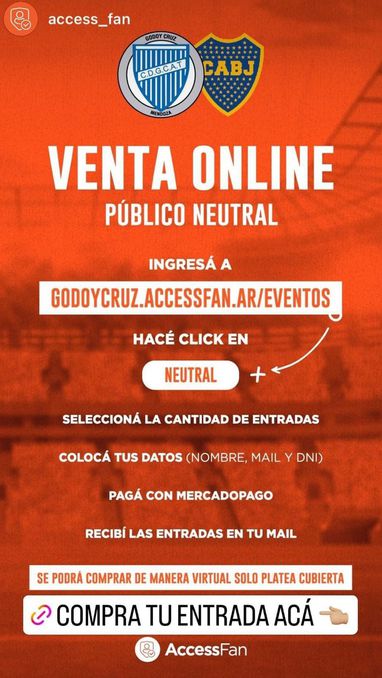 access_fan
GODOY CRUZ
C.D.G.C.A.T
MENDOZA
CABJ
VENTA ONLINE
PÚBLICO NEUTRAL
INGRESÁ A
GODOYCRUZ.ACCESSFAN.AR/EVENTOS
HACÉ CLICK EN
NEUTRAL +
SELECCIONÁ LA CANTIDAD DE ENTRADAS
COLOCÁ TUS DATOS (NOMBRE, MAIL Y DNI)
PAGÁ CON MERCADOPAGO
RECIBÍ LAS ENTRADAS EN TU MAIL
SE PODRÁ COMPRAR DE MANERA VIRTUAL SOLO PLATEA CUBIERTA
COMPRA TU ENTRADA ACÁ
AccessFan